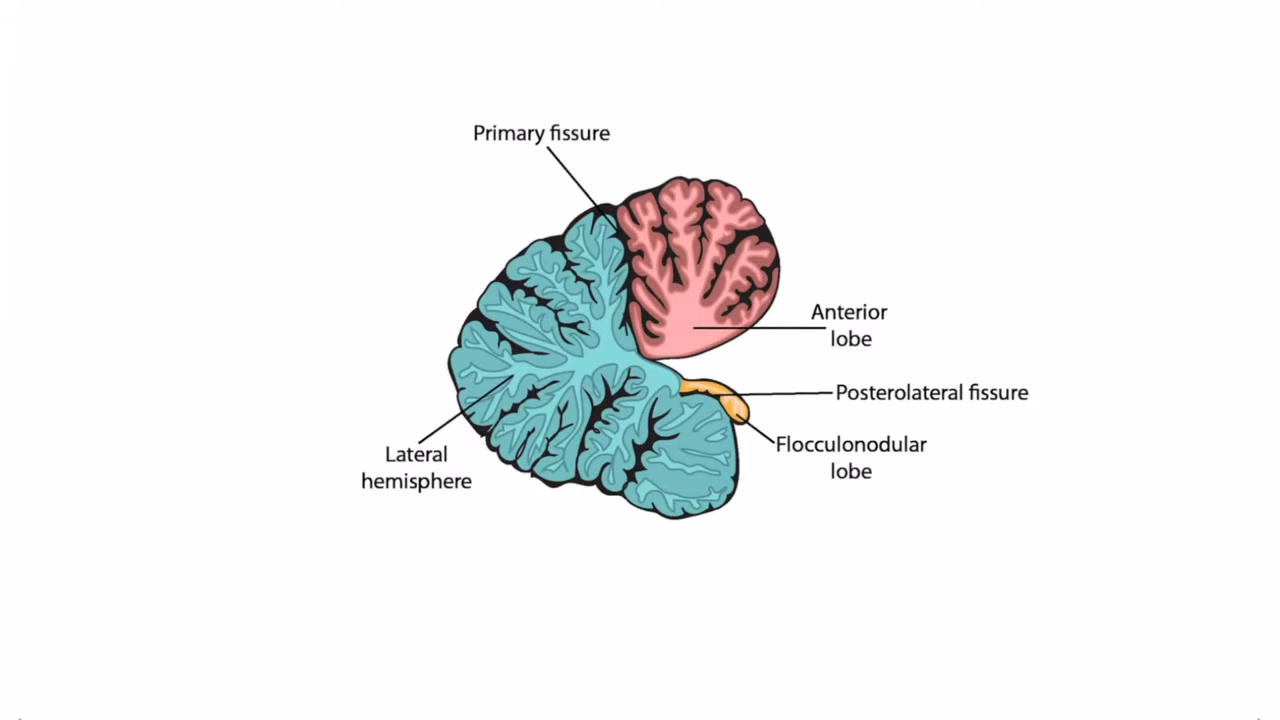 Primary fissure
Anterior
lobe
Posterolateral fissure
Flocculonodular
lobe
Lateral
hemisphere